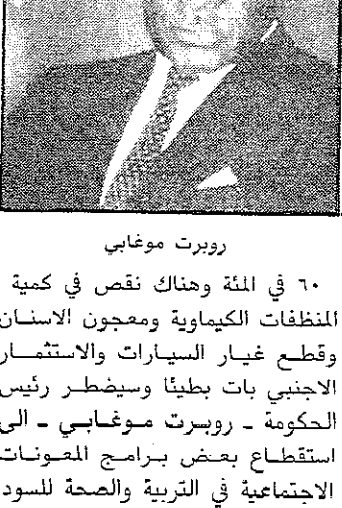 روبرت موغابي
٦٠ في المئة وهناك نقص في كمية
المنظفات الكيماوية ومعجون الاسنان
وقطع غيار السيارات والاستثمار
الاجنبي بات بطيئا وسيضطر رئيس
الحكومة ـ روبرت موغابي ـ الى
استقطاع بعض برامج المعونات
الاجتماعية في التربية والصحة للسود